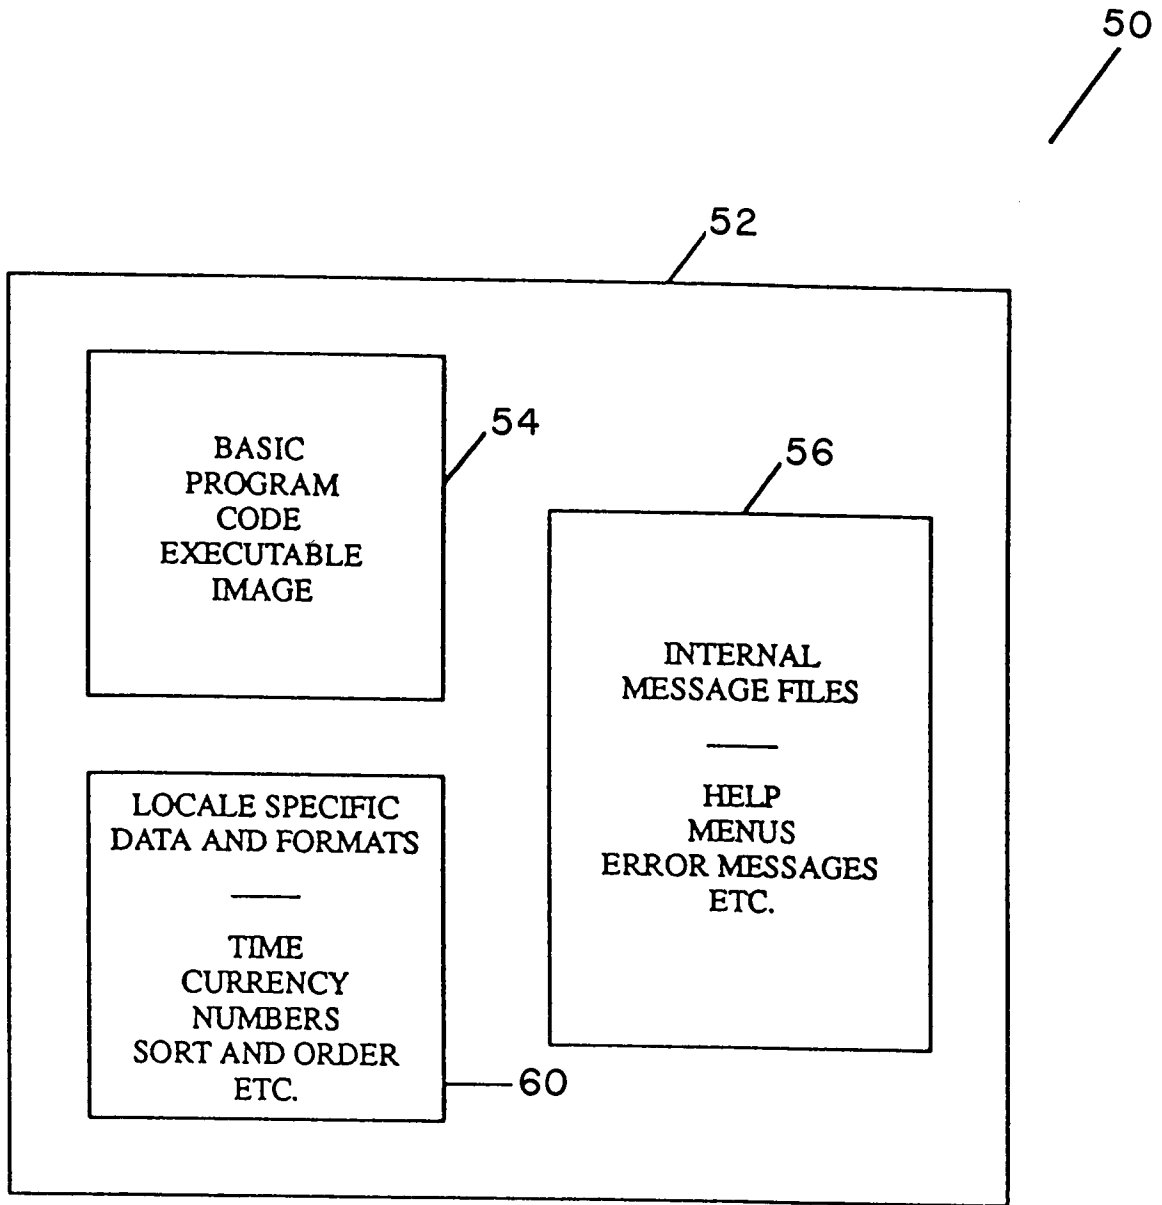 50
52
BASIC
PROGRAM
CODE
EXECUTABLE
IMAGE
54
56
INTERNAL
MESSAGE FILES
HELP
MENUS
ERROR MESSAGES
ETC.
LOCALE SPECIFIC
DATA AND FORMATS
TIME
CURRENCY
NUMBERS
SORT AND ORDER
ETC.
60